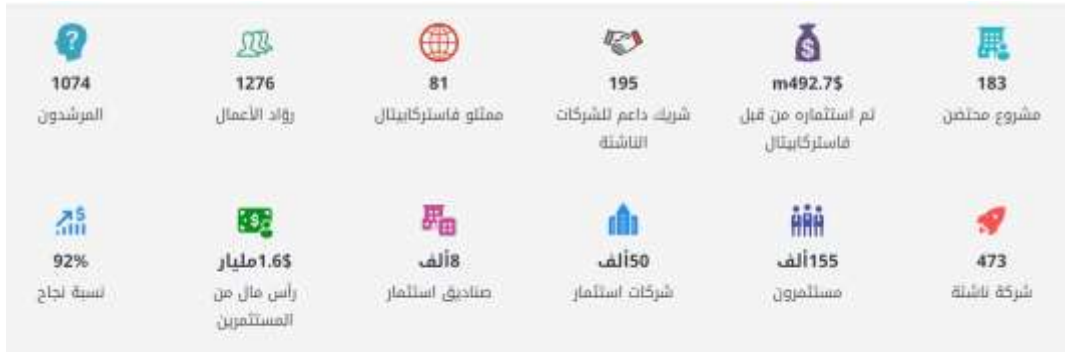 183
مشروع محتضن
m492.7$
تم استثماره من قبل
فاستركابيتال
195
شريك داعم للشركات
الناشئة
81
ممثلو فاستركابيتال
1276
روّاد الأعمال
1074
المرشدون
473
شركة ناشئة
155ألف
مستثمرون
50ألف
شركات استثمار
8ألف
صناديق استثمار
1.6$مليار
رأس مال من
المستثمرين
92%
نسبة نجاح